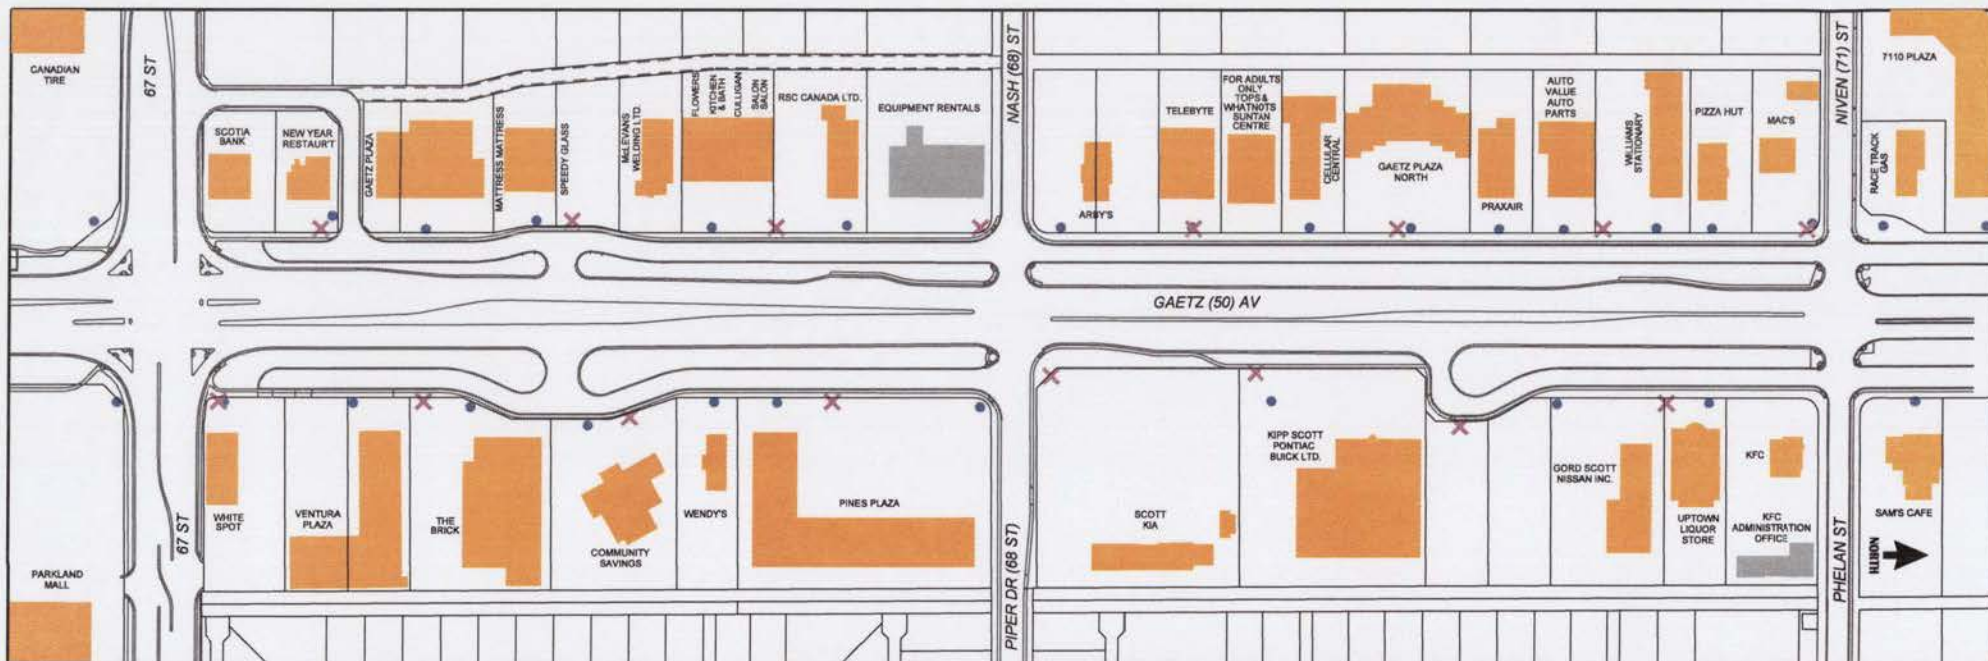 CANADIAN
TIRE
67 ST
SCOTIA
BANK
NEW YEAR
RESTAUR'T
GAETZ PLAZA
MATTRESS MATTRESS
SPEEDY GLASS
McLEVANS
WELDING LTD.
FLOWERS
KITCHEN
& BATH
CULLIGAN
SALON
SALON
RSC CANADA LTD.
EQUIPMENT RENTALS
NASH (68) ST
ARBY'S
TELEBYTE
FOR ADULTS
ONLY
TOPS &
WHATNOTS
SUNTAN
CENTRE
CELLULAR
CENTRAL
GAETZ PLAZA
NORTH
PRAXAIR
AUTO
VALUE
AUTO
PARTS
WILLIAMS
STATIONARY
PIZZA HUT
MAC'S
NIVEN (71) ST
7110 PLAZA
RACE TRACK
GAS
GAETZ (50) AV
PARKLAND
MALL
67 ST
WHITE
SPOT
VENTURA
PLAZA
THE
BRICK
COMMUNITY
SAVINGS
WENDY'S
PINES PLAZA
PIPER DR (68 ST)
SCOTT
KIA
KIPP SCOTT
PONTIAC
BUICK LTD.
GORD SCOTT
NISSAN INC.
UPTOWN
LIQUOR
STORE
KFC
KFC
ADMINISTRATION
OFFICE
PHELAN ST
SAM'S CAFE
NORTH